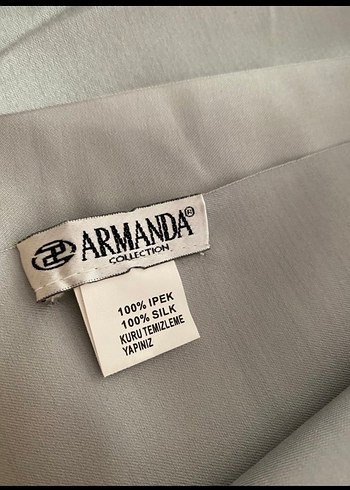 ARMANDA®
COLLECTION
100% IPEK
100% SILK
KURU TEMIZLEME
YAPINIZ